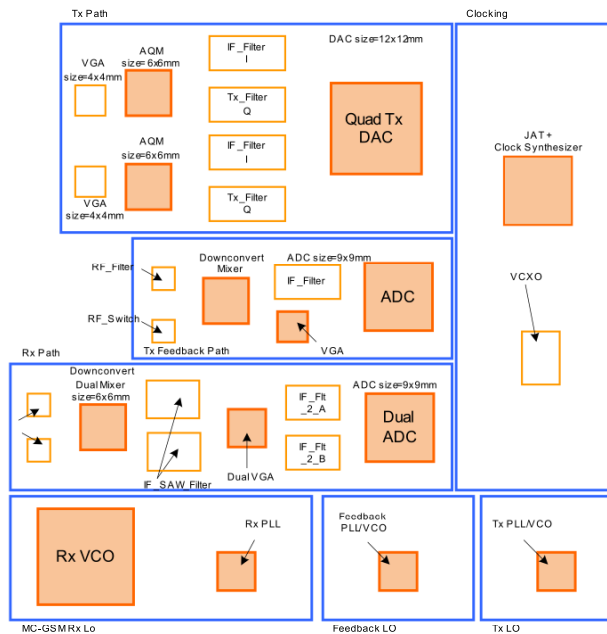 Tx Path
Clocking
VGA
size=4x4mm
AQM
size=6x6mm
IF_Filter
I
DAC size=12x12mm
Tx_Filter
Q
Quad Tx
DAC
AQM
size=6x6mm
IF_Filter
I
VGA
size=4x4mm
Tx_Filter
Q
JAT+
Clock Synthesizer
VCXO
RF_Filter
Downconvert
Mixer
ADC size=9x9mm
IF_Filter
ADC
RF_Switch
Tx Feedback Path
VGA
Rx Path
Downconvert
Dual Mixer
size=6x6mm
ADC size=9x9mm
IF_Flt
_2_A
Dual
ADC
IF_Flt
_2_B
IF_SAW_Filter
Dual VGA
Rx VCO
Rx PLL
Feedback
PLL/VCO
Tx PLL/VCO
MC-GSM Rx Lo
Feedback LO
Tx LO